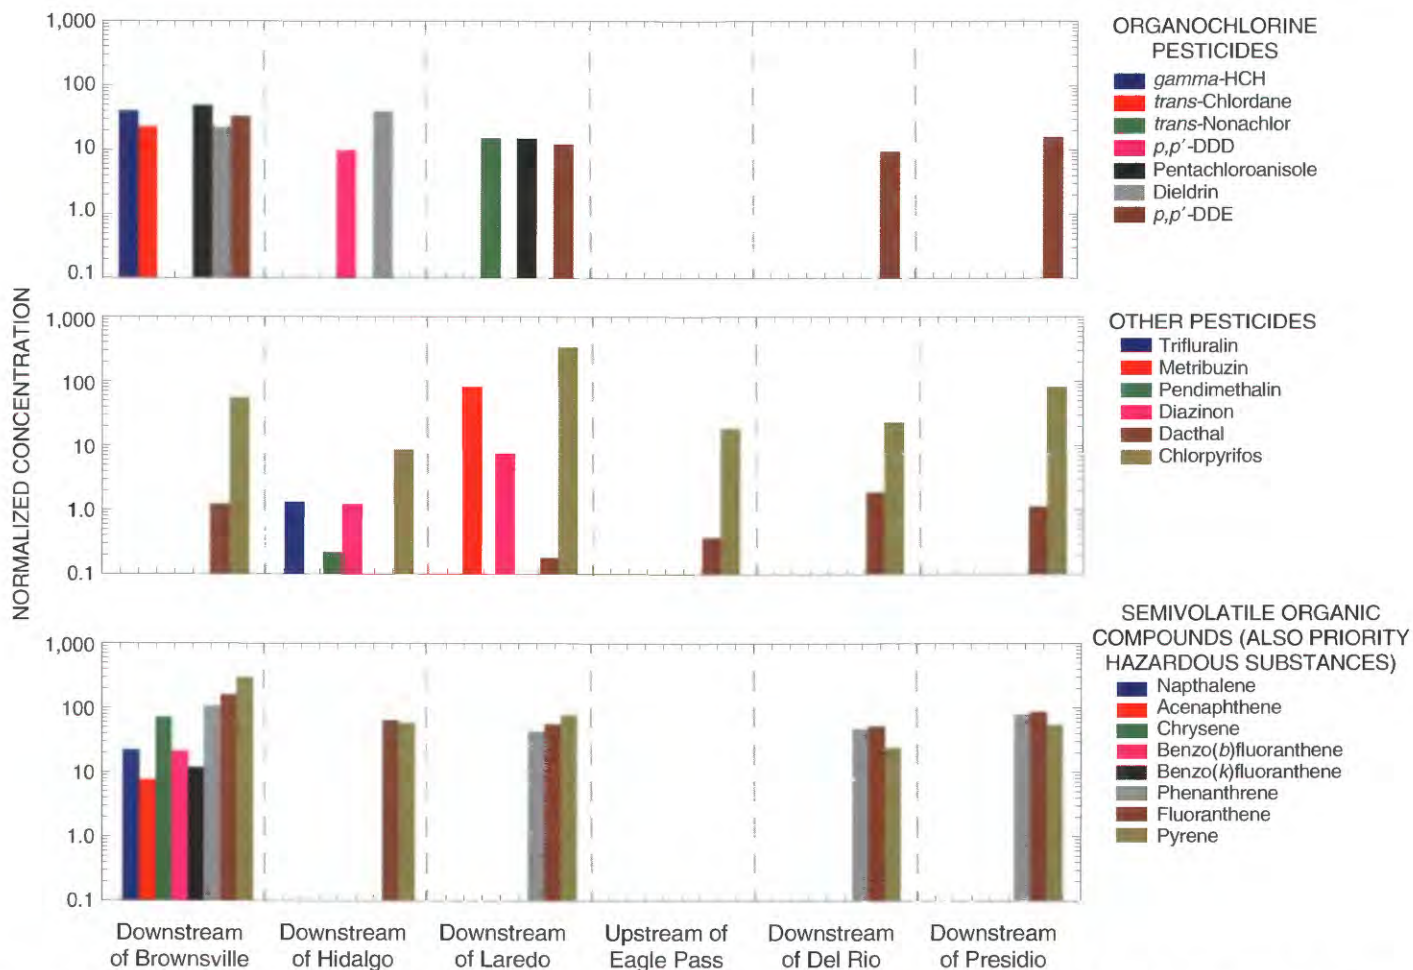 NORMALIZED CONCENTRATION
1,000
100
10
1.0
0.1
ORGANOCHLORINE
PESTICIDES
gamma-HCH
trans-Chlordane
trans-Nonachlor
p,p'-DDD
Pentachloroanisole
Dieldrin
p,p'-DDE
1,000
100
10
1.0
0.1
OTHER PESTICIDES
Trifluralin
Metribuzin
Pendimethalin
Diazinon
Dacthal
Chlorpyrifos
1,000
100
10
1.0
0.1
SEMIVOLATILE ORGANIC
COMPOUNDS (ALSO PRIORITY
HAZARDOUS SUBSTANCES)
Napthalene
Acenaphthene
Chrysene
Benzo(b)fluoranthene
Benzo(k)fluoranthene
Phenanthrene
Fluoranthene
Pyrene
Downstream
of Brownsville
Downstream
of Hidalgo
Downstream
of Laredo
Upstream of
Eagle Pass
Downstream
of Del Rio
Downstream
of Presidio